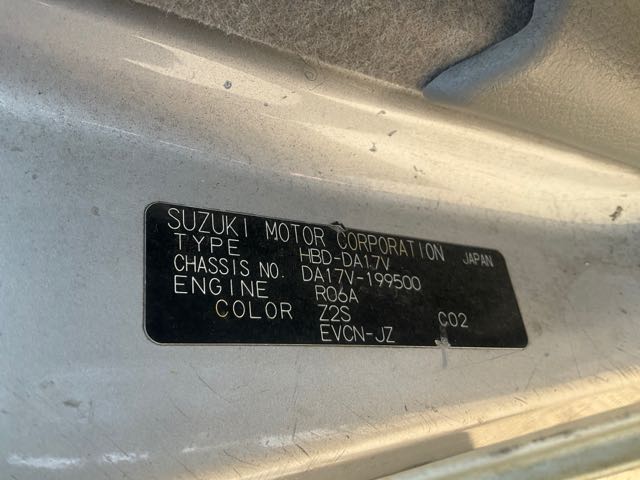 SUZUKI MOTOR CORPORATION JAPAN
TYPE HBD-DA17V
CHASSIS NO. DA17V-199500
ENGINE R06A
COLOR Z2S C02
EVCN-JZ